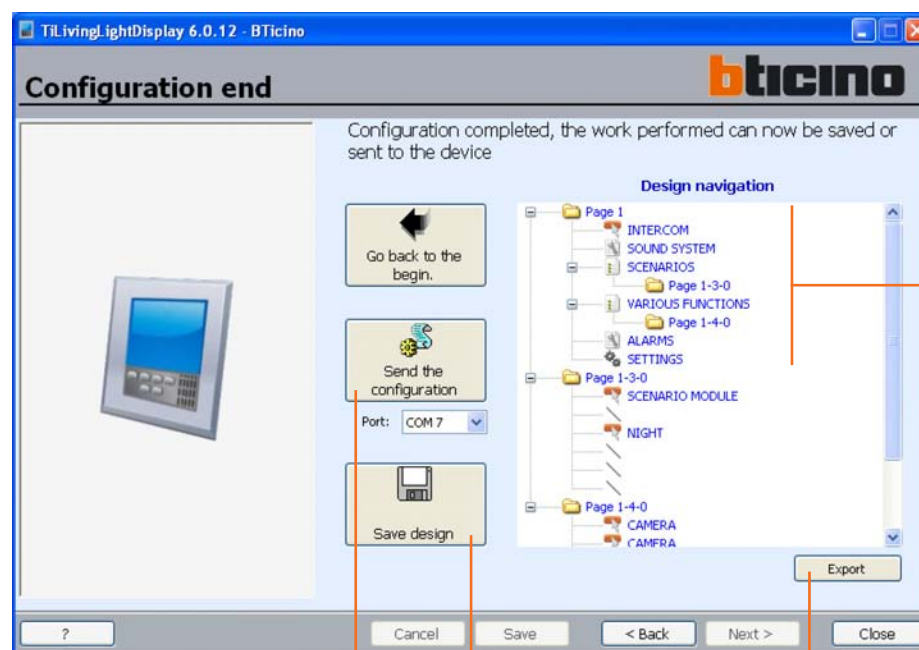 TiLivingLightDisplay 6.0.12 - BTicino
Configuration end
bticino
Configuration completed, the work performed can now be saved or
sent to the device
Design navigation
Go back to the
begin.
Send the
configuration
Port: COM 7
Save design
Page 1
INTERCOM
SOUND SYSTEM
SCENARIOS
Page 1-3-0
VARIOUS FUNCTIONS
Page 1-4-0
ALARMS
SETTINGS
Page 1-3-0
SCENARIO MODULE
NIGHT
Page 1-4-0
CAMERA
CAMERA
Export
? Cancel Save < Back Next > Close